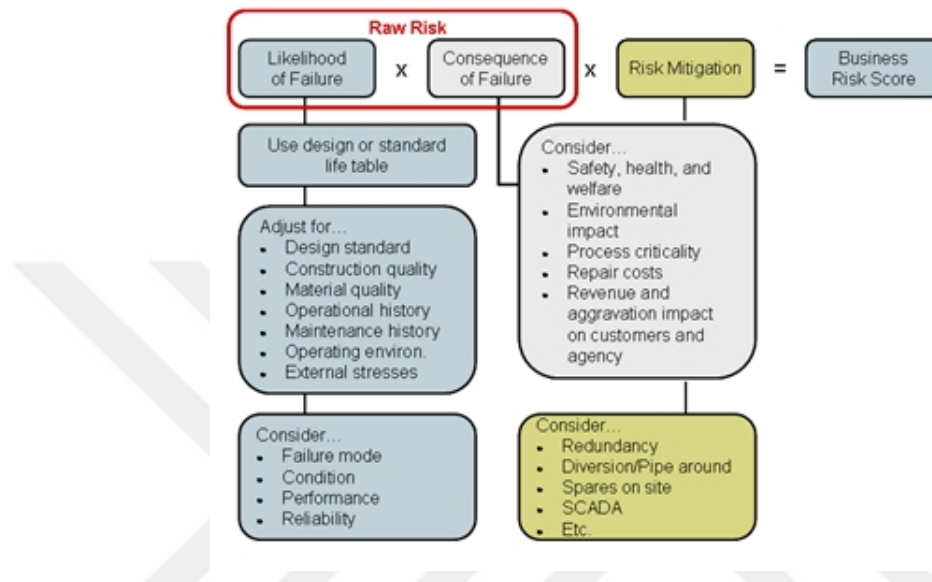 Raw Risk
Likelihood
of Failure
x
Consequence
of Failure
x
Risk Mitigation
=
Business
Risk Score
Use design or standard
life table
Adjust for...
• Design standard
• Construction quality
• Material quality
• Operational history
• Maintenance history
• Operating environ.
• External stresses
Consider...
• Failure mode
• Condition
• Performance
• Reliability
Consider...
• Safety, health, and
welfare
• Environmental
impact
• Process criticality
• Repair costs
• Revenue and
aggravation impact
on customers and
agency
Consider...
• Redundancy
• Diversion/Pipe around
• Spares on site
• SCADA
• Etc.